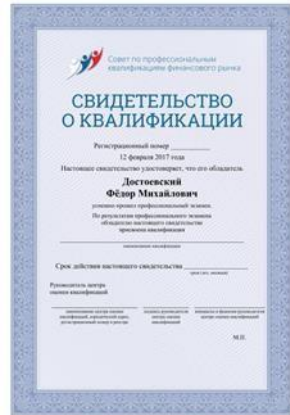 Совет по профессиональным
квалификациям финансового рынка
СВИДЕТЕЛЬСТВО
О КВАЛИФИКАЦИИ
Регистрационный номер
12 февраля 2017 года
Настоящее свидетельство удостоверяет, что его обладатель
Достоевский
Фёдор Михайлович
успешно прошел профессиональный экзамен.
По результатам профессионального экзамена
обладателю настоящего свидетельства
присвоена квалификация
наименование квалификации
Срок действия настоящего свидетельства
Руководитель центра
оценки квалификаций
М.П.